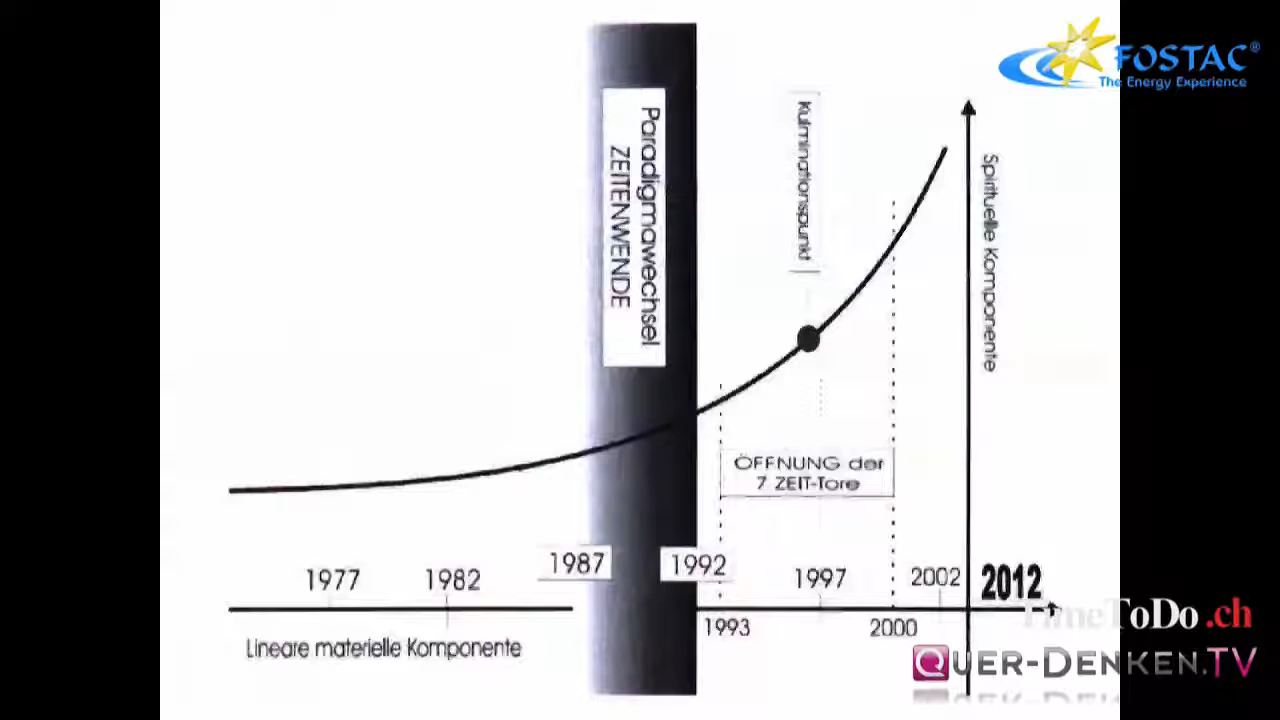 FOSTAC®
The Energy Experience
Paradigmawechsel
ZEITENWENDE
Kulminationspunkt
Spirituelle Komponente
ÖFFNUNG der
7 ZEIT-Tore
1977
1982
1987
1992
1997
2002
2012
1993
2000
Lineare materielle Komponente
TimeToDo.ch
QUER-DENKEN.TV